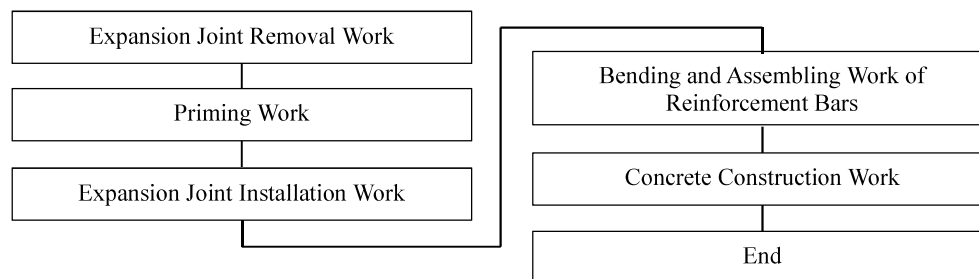 Expansion Joint Removal Work
Priming Work
Expansion Joint Installation Work
Bending and Assembling Work of
Reinforcement Bars
Concrete Construction Work
End